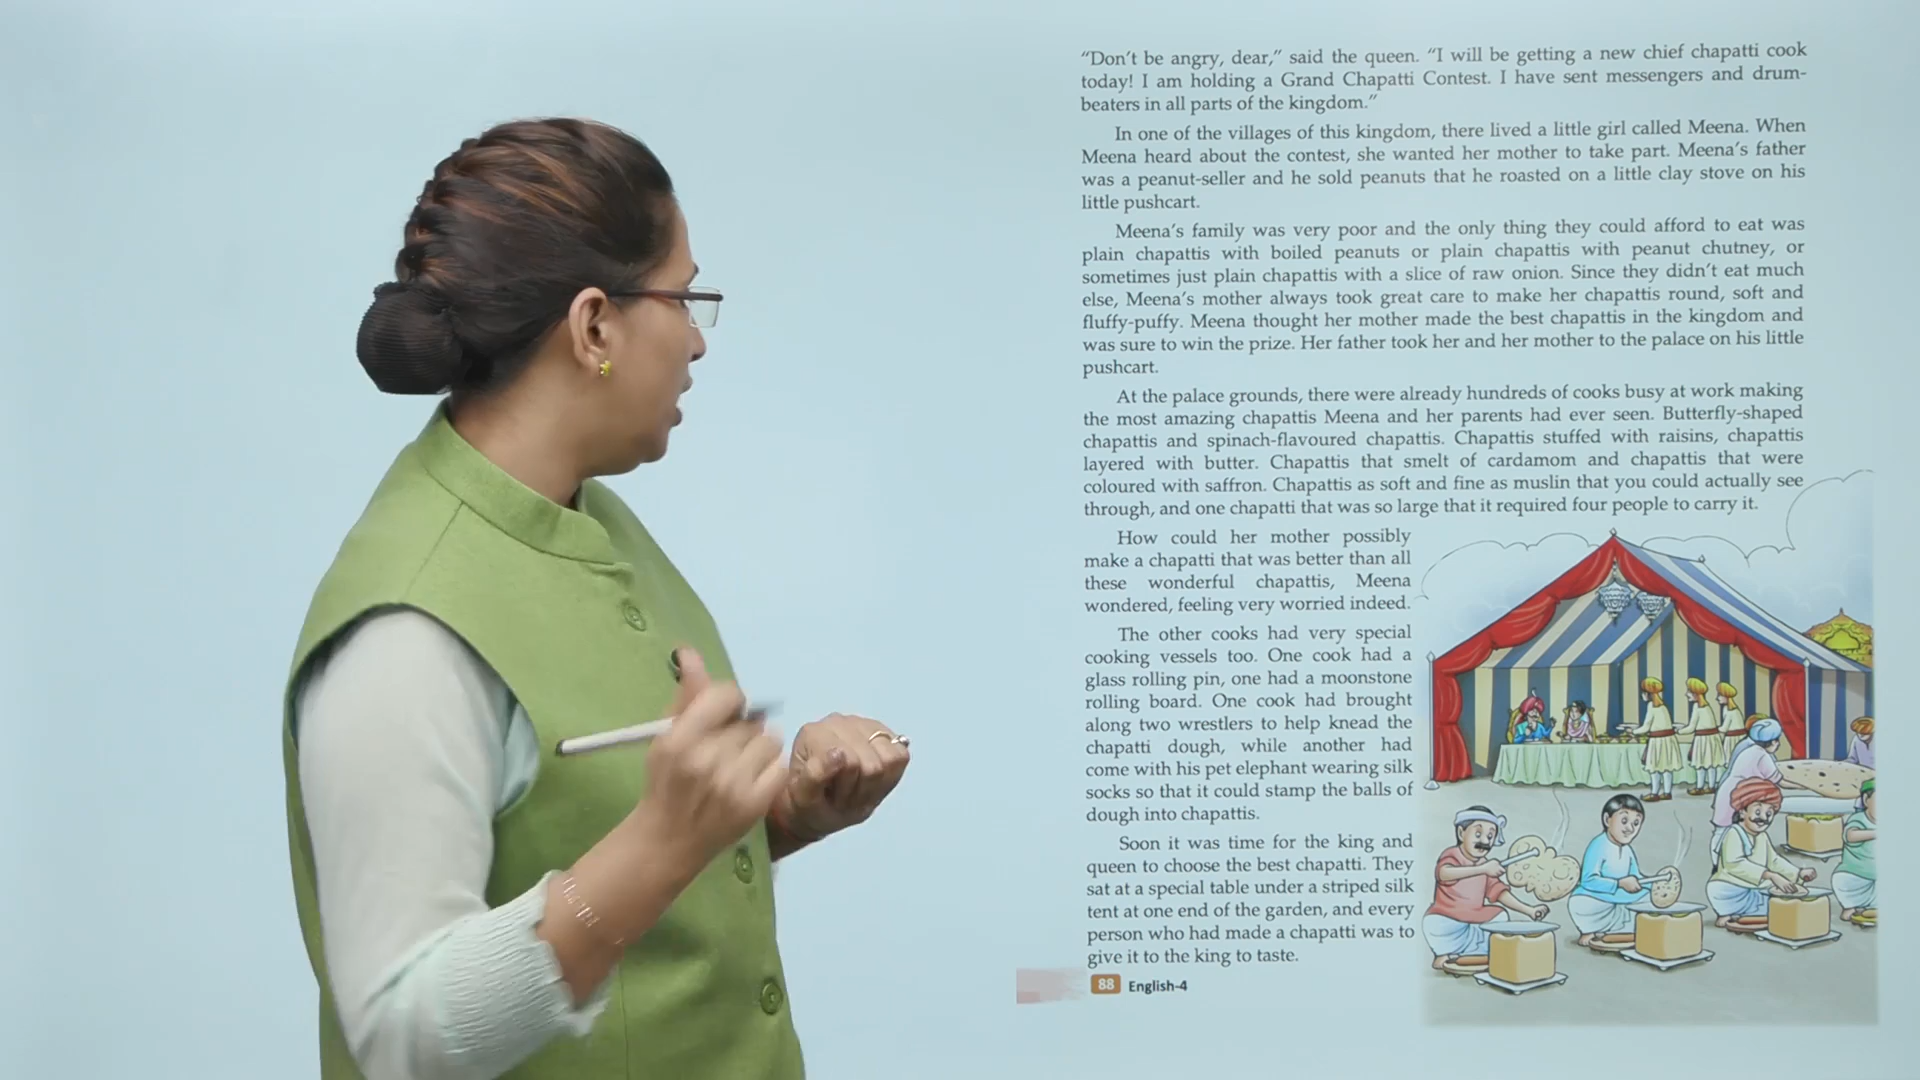 “Don’t be angry, dear,” said the queen. “I will be getting a new chief chapatti cook
today! I am holding a Grand Chapatti Contest. I have sent messengers and drum-
beaters in all parts of the kingdom.”
In one of the villages of this kingdom, there lived a little girl called Meena. When
Meena heard about the contest, she wanted her mother to take part. Meena’s father
was a peanut-seller and he sold peanuts that he roasted on a little clay stove on his
little pushcart.
Meena’s family was very poor and the only thing they could afford to eat was
plain chapattis with boiled peanuts or plain chapattis with peanut chutney, or
sometimes just plain chapattis with a slice of raw onion. Since they didn’t eat much
else, Meena’s mother always took great care to make her chapattis round, soft and
fluffy-puffy. Meena thought her mother made the best chapattis in the kingdom and
was sure to win the prize. Her father took her and her mother to the palace on his little
pushcart.
At the palace grounds, there were already hundreds of cooks busy at work making
the most amazing chapattis Meena and her parents had ever seen. Butterfly-shaped
chapattis and spinach-flavoured chapattis. Chapattis stuffed with raisins, chapattis
layered with butter. Chapattis that smelt of cardamom and chapattis that were
coloured with saffron. Chapattis as soft and fine as muslin that you could actually see
through, and one chapatti that was so large that it required four people to carry it.
How could her mother possibly
make a chapatti that was better than all
these wonderful chapattis, Meena
wondered, feeling very worried indeed.
The other cooks had very special
cooking vessels too. One cook had a
glass rolling pin, one had a moonstone
rolling board. One cook had brought
along two wrestlers to help knead the
chapatti dough, while another had
come with his pet elephant wearing silk
socks so that it could stamp the balls of
dough into chapattis.
Soon it was time for the king and
queen to choose the best chapatti. They
sat at a special table under a striped silk
tent at one end of the garden, and every
person who had made a chapatti was to
give it to the king to taste.
88 English-4